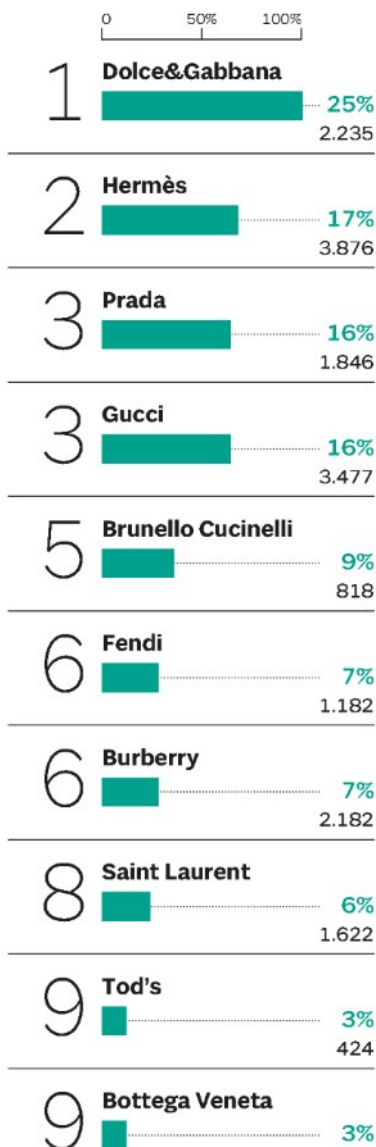 0 50% 100%
1 Dolce&Gabbana
25%
2.235
2 Hermès
17%
3.876
3 Prada
16%
1.846
3 Gucci
16%
3.477
5 Brunello Cucinelli
9%
818
6 Fendi
7%
1.182
6 Burberry
7%
2.182
8 Saint Laurent
6%
1.622
9 Tod's
3%
424
9 Bottega Veneta
3%